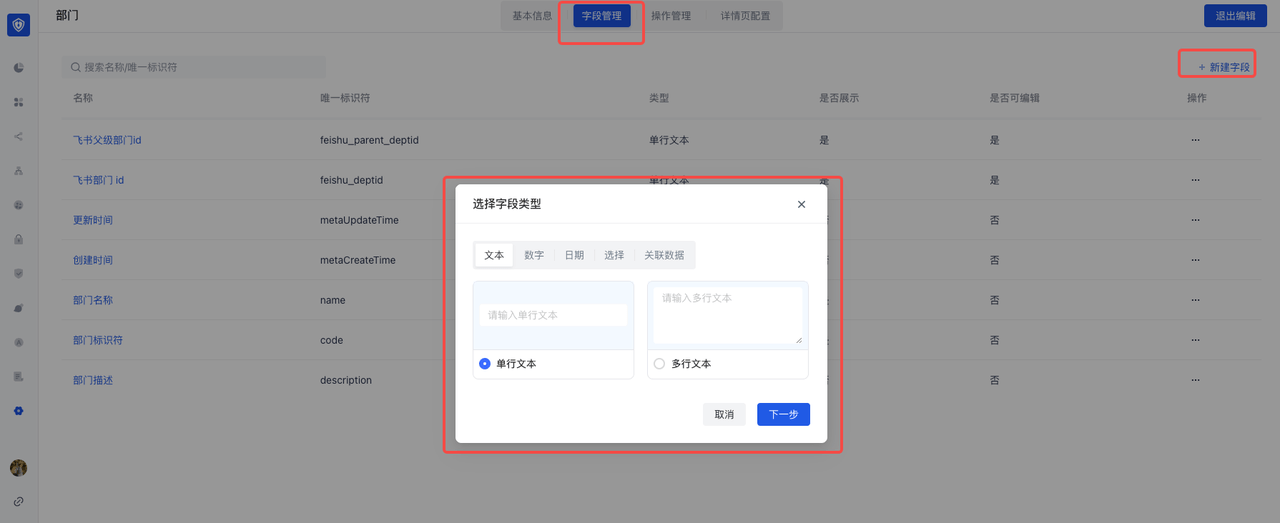 部门
基本信息 字段管理 操作管理 详情页配置
退出编辑
搜索名称/唯一标识符
+ 新建字段
名称 唯一标识符 类型 是否展示 是否可编辑 操作
飞书父级部门id feishu_parent_deptid 单行文本 是 是 ···
飞书部门 id feishu_deptid 单行文本 是 是 ···
更新时间 metaUpdateTime 否 ···
创建时间 metaCreateTime 否 ···
部门名称 name 否 ···
部门标识符 code 否 ···
部门描述 description 否 ···
选择字段类型
文本 数字 日期 选择 关联数据
请输入单行文本
请输入多行文本
单行文本
多行文本
取消 下一步